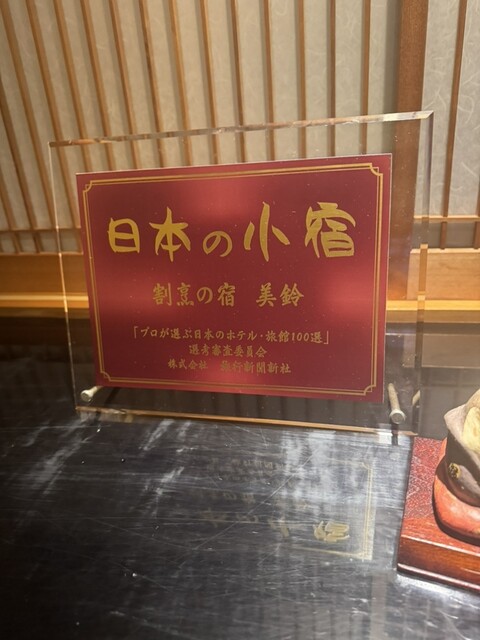 日本の小宿
割烹の宿 美鈴
「プロが選ぶ日本のホテル・旅館100選」
選考審査委員会
株式会社 旅行新聞新社